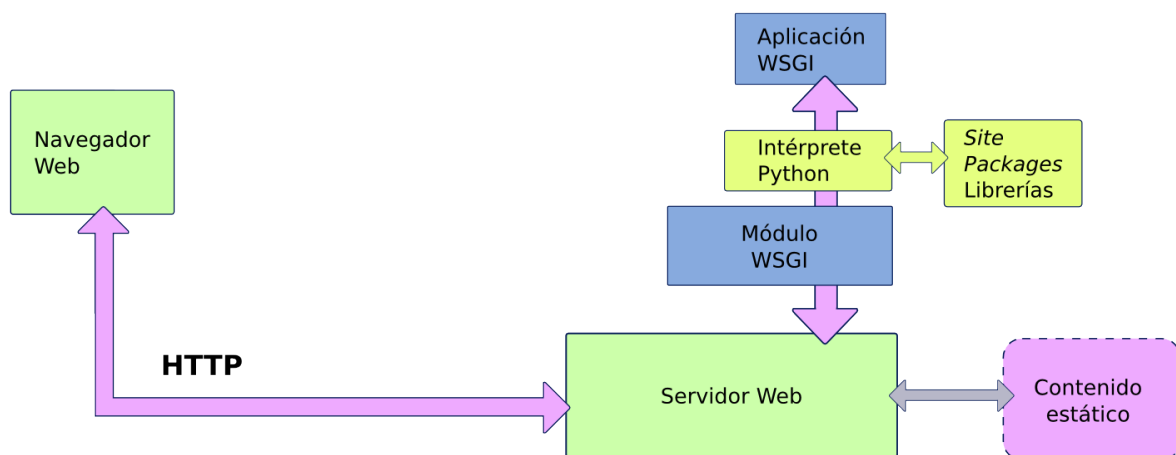 Aplicación
WSGI
Navegador
Web
Intérprete
Python
Site
Packages
Librerías
Módulo
WSGI
HTTP
Servidor Web
Contenido
estático